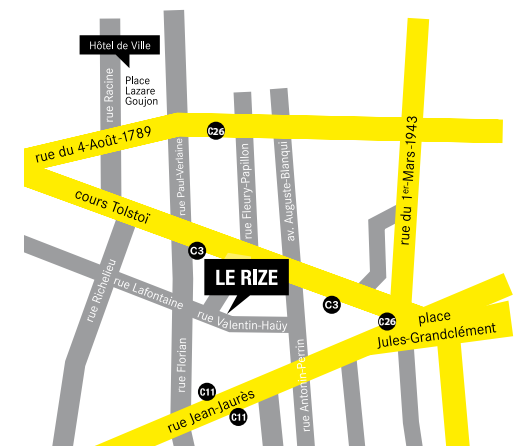 Hôtel de Ville
Place
Lazare
Goujon
rue Racine
rue Paul-Verlaine
rue du 4-Août-1789
C26
rue Fleury-Papillon
av. Auguste-Blanqui
rue du 1er-Mars-1943
cours Tolstoï
C3
LE RIZE
rue Richelieu
rue Lafontaine
rue Valentin-Haüy
C3
C26
place
Jules-Grandclément
rue Florian
rue Antonin-Perrin
C11
rue Jean-Jaurès
C11